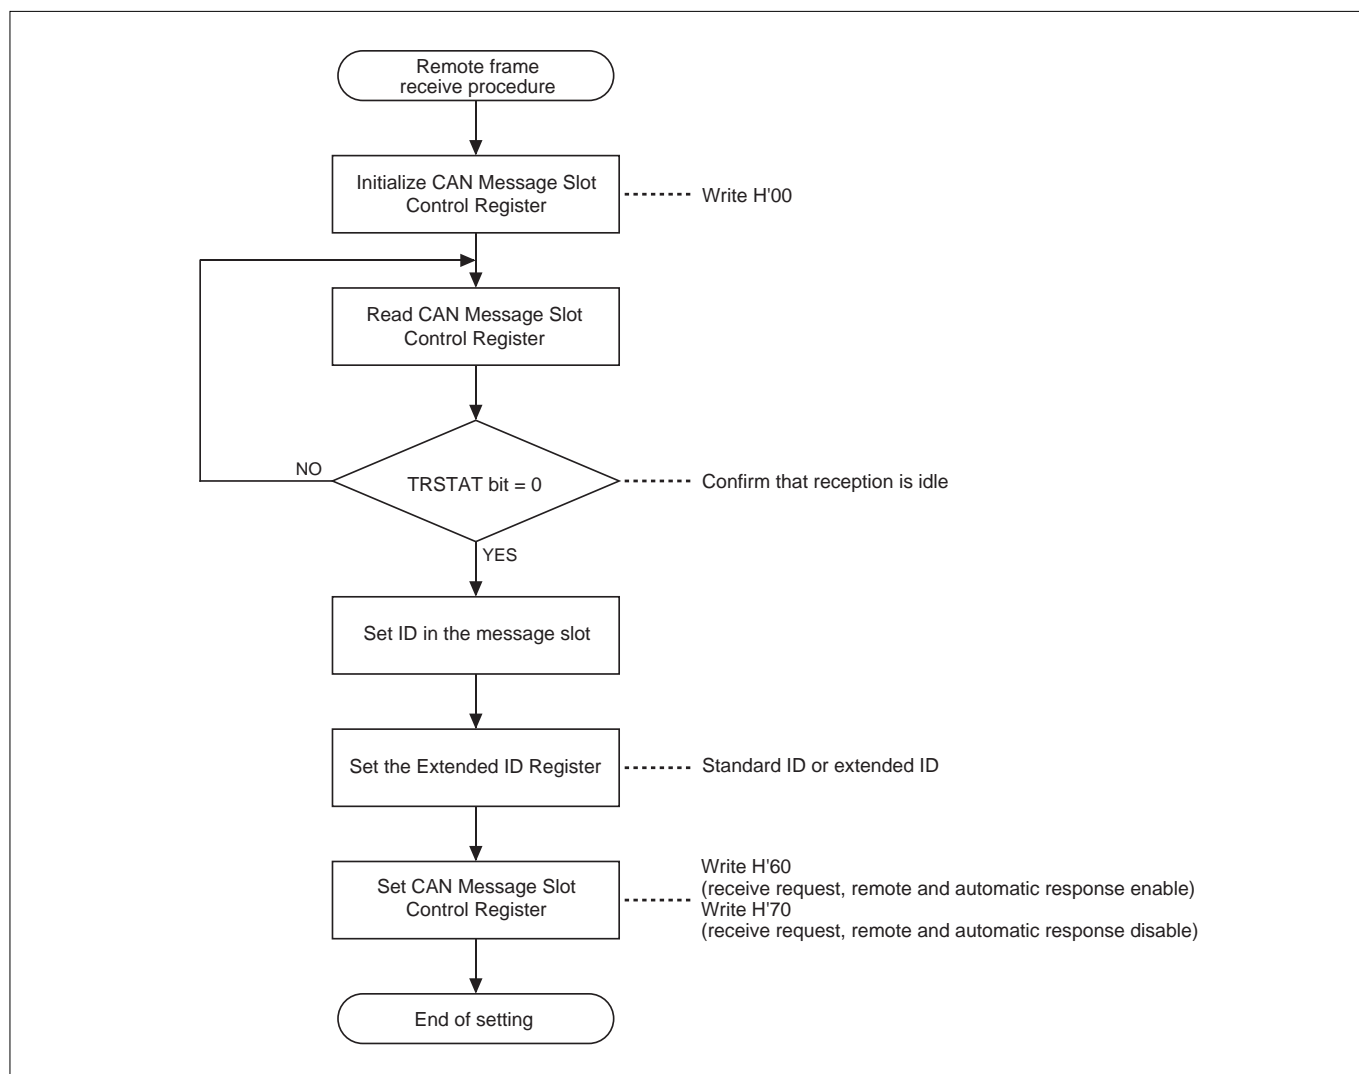 Remote frame
receive procedure
Initialize CAN Message Slot
Control Register
Write H'00
Read CAN Message Slot
Control Register
NO
TRSTAT bit = 0
Confirm that reception is idle
YES
Set ID in the message slot
Set the Extended ID Register
Standard ID or extended ID
Set CAN Message Slot
Control Register
Write H'60
(receive request, remote and automatic response enable)
Write H'70
(receive request, remote and automatic response disable)
End of setting